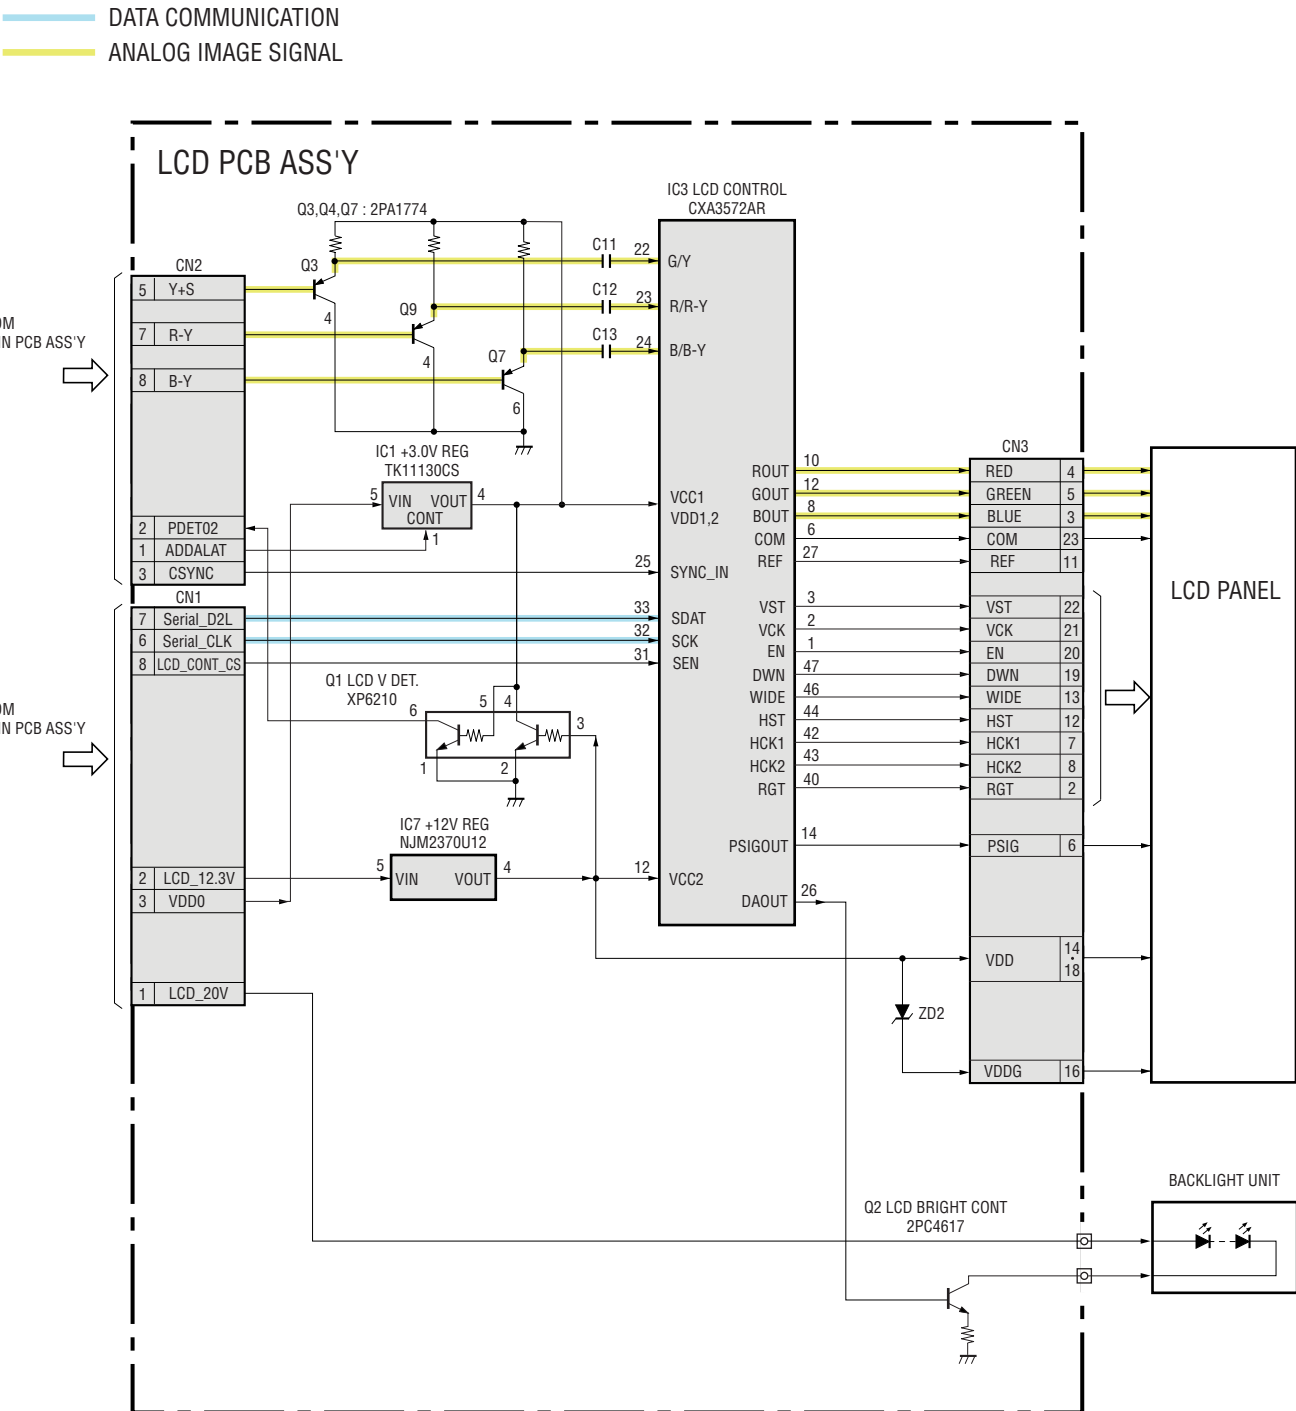 DATA COMMUNICATION
ANALOG IMAGE SIGNAL
LCD PCB ASS'Y
IC3 LCD CONTROL
CXA3572AR
Q3,Q4,Q7 : 2PA1774
CN2
5 Y+S
7 R-Y
8 B-Y
2 PDET02
1 ADDALAT
3 CSYNC
OM
IN PCB ASS'Y
Q3
4
Q9
4
Q7
6
C11
C12
C13
22 G/Y
23 R/R-Y
24 B/B-Y
IC1 +3.0V REG
TK11130CS
5 VIN VOUT 4
CONT
1
VCC1
VDD1,2
25 SYNC_IN
33 SDAT
32 SCK
31 SEN
CN1
7 Serial_D2L
6 Serial_CLK
8 LCD_CONT_CS
2 LCD_12.3V
3 VDD0
1 LCD_20V
OM
IN PCB ASS'Y
Q1 LCD V DET.
XP6210
6
5 4
3
1
2
IC7 +12V REG
NJM2370U12
5 VIN VOUT 4
12 VCC2
ROUT 10
GOUT 12
BOUT 8
COM 6
REF 27
VST 3
VCK 2
EN 1
DWN 47
WIDE 46
HST 44
HCK1 42
HCK2 43
RGT 40
PSIGOUT 14
DAOUT 26
CN3
RED 4
GREEN 5
BLUE 3
COM 23
REF 11
VST 22
VCK 21
EN 20
DWN 19
WIDE 13
HST 12
HCK1 7
HCK2 8
RGT 2
PSIG 6
VDD 14
18
VDDG 16
ZD2
LCD PANEL
BACKLIGHT UNIT
Q2 LCD BRIGHT CONT
2PC4617